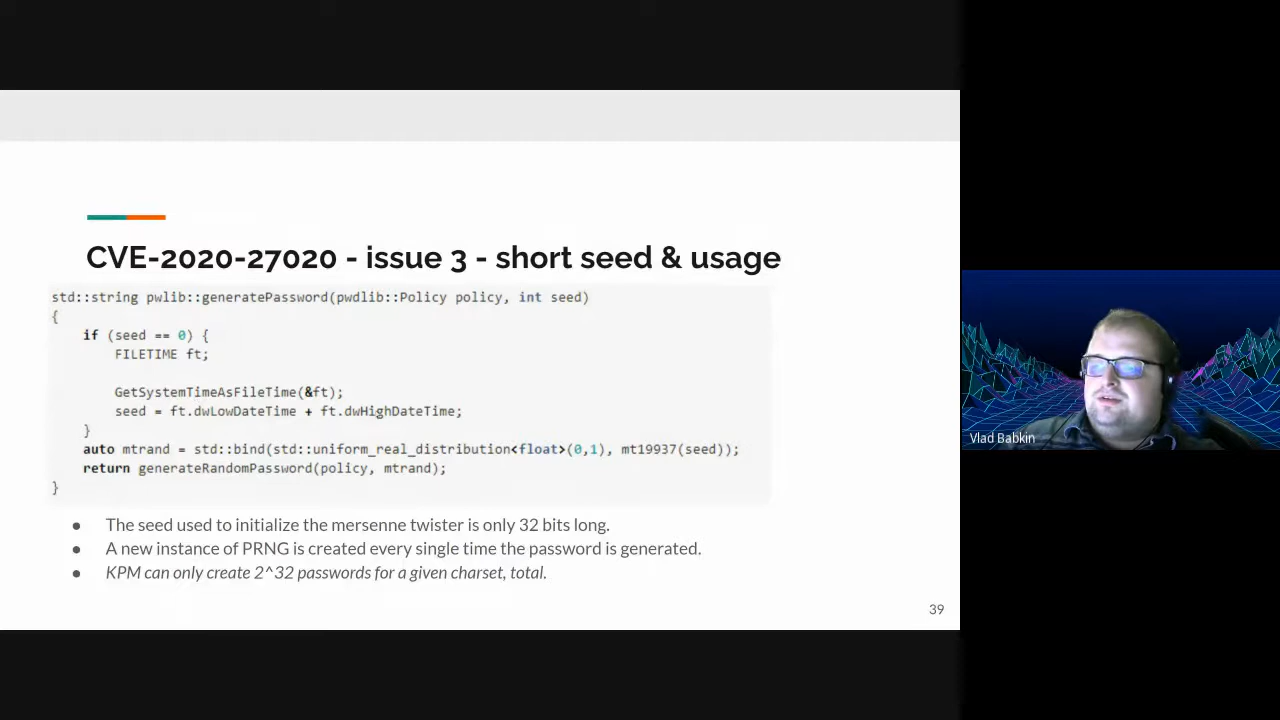 CVE-2020-27020 - issue 3 - short seed & usage
std::string pwlib::generatePassword(pwdlib::Policy policy, int seed)
{
if (seed == 0) {
FILETIME ft;
GetSystemTimeAsFileTime(&ft);
seed = ft.dwLowDateTime + ft.dwHighDateTime;
}
auto mtrand = std::bind(std::uniform_real_distribution<float>(0,1), mt19937(seed));
return generateRandomPassword(policy, mtrand);
}
● The seed used to initialize the mersenne twister is only 32 bits long.
● A new instance of PRNG is created every single time the password is generated.
● KPM can only create 2^32 passwords for a given charset, total.
39
Vlad Babkin